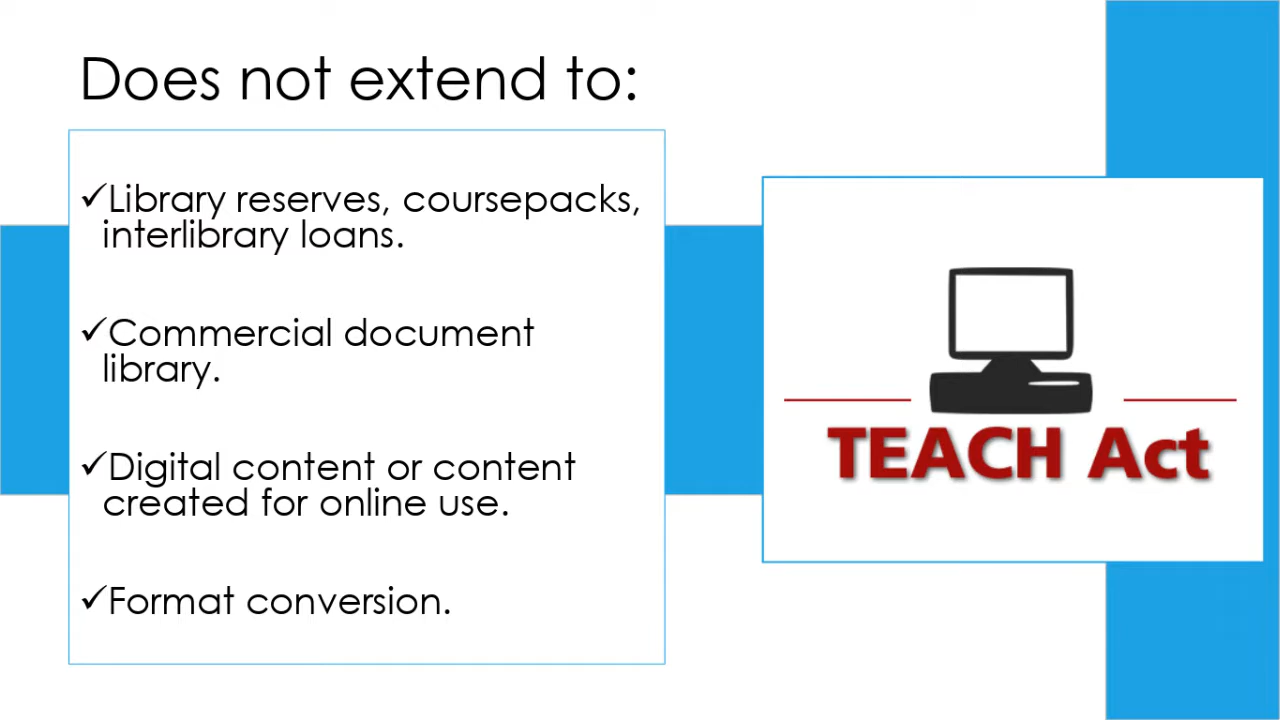 Does not extend to:
✓Library reserves, coursepacks,
interlibrary loans.
✓Commercial document
library.
✓Digital content or content
created for online use.
✓Format conversion.
TEACH Act